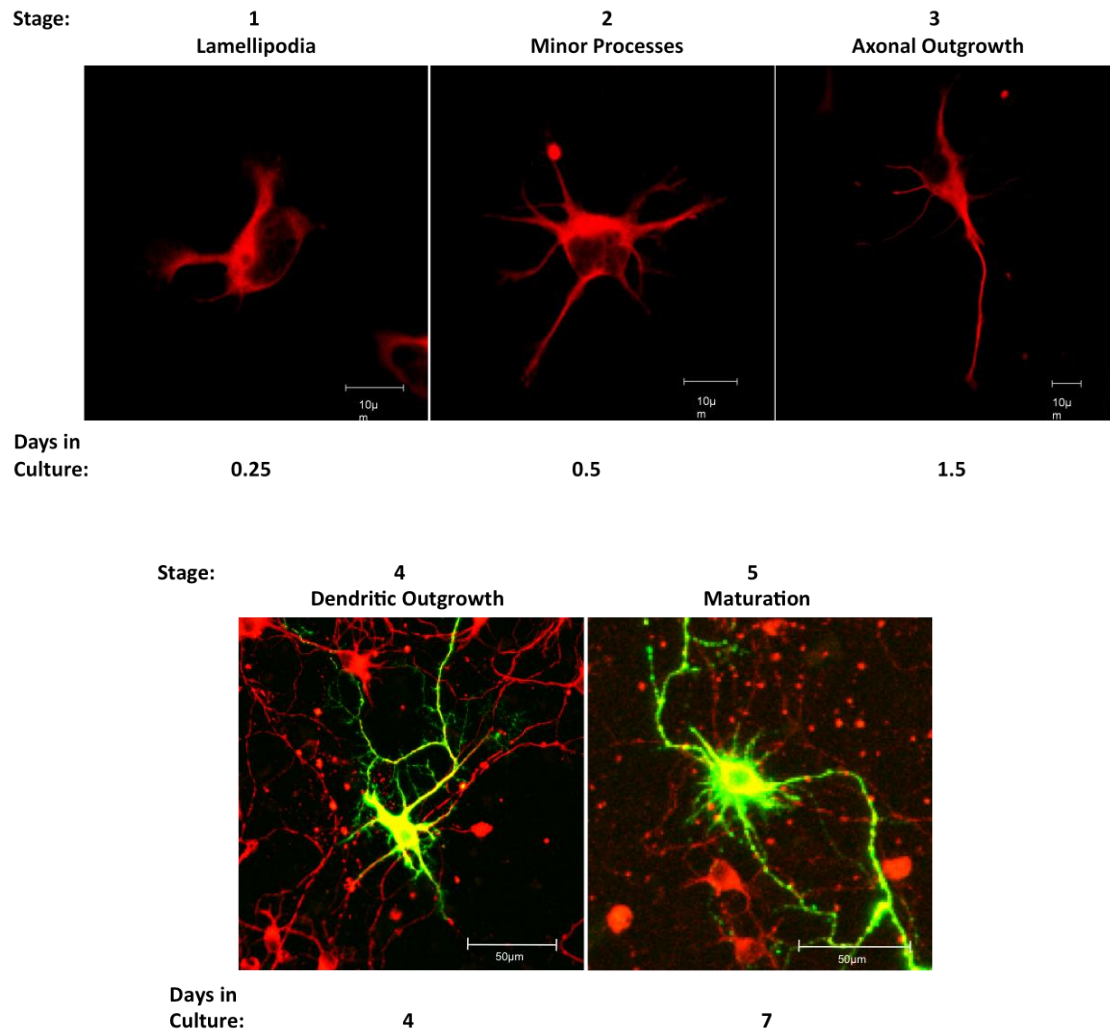 Stage: 1 2 3
Lamellipodia Minor Processes Axonal Outgrowth
10µ 10µ 10µ
m m m
Days in
Culture: 0.25 0.5 1.5
Stage: 4 5
Dendritic Outgrowth Maturation
50µm 50µm
Days in
Culture: 4 7